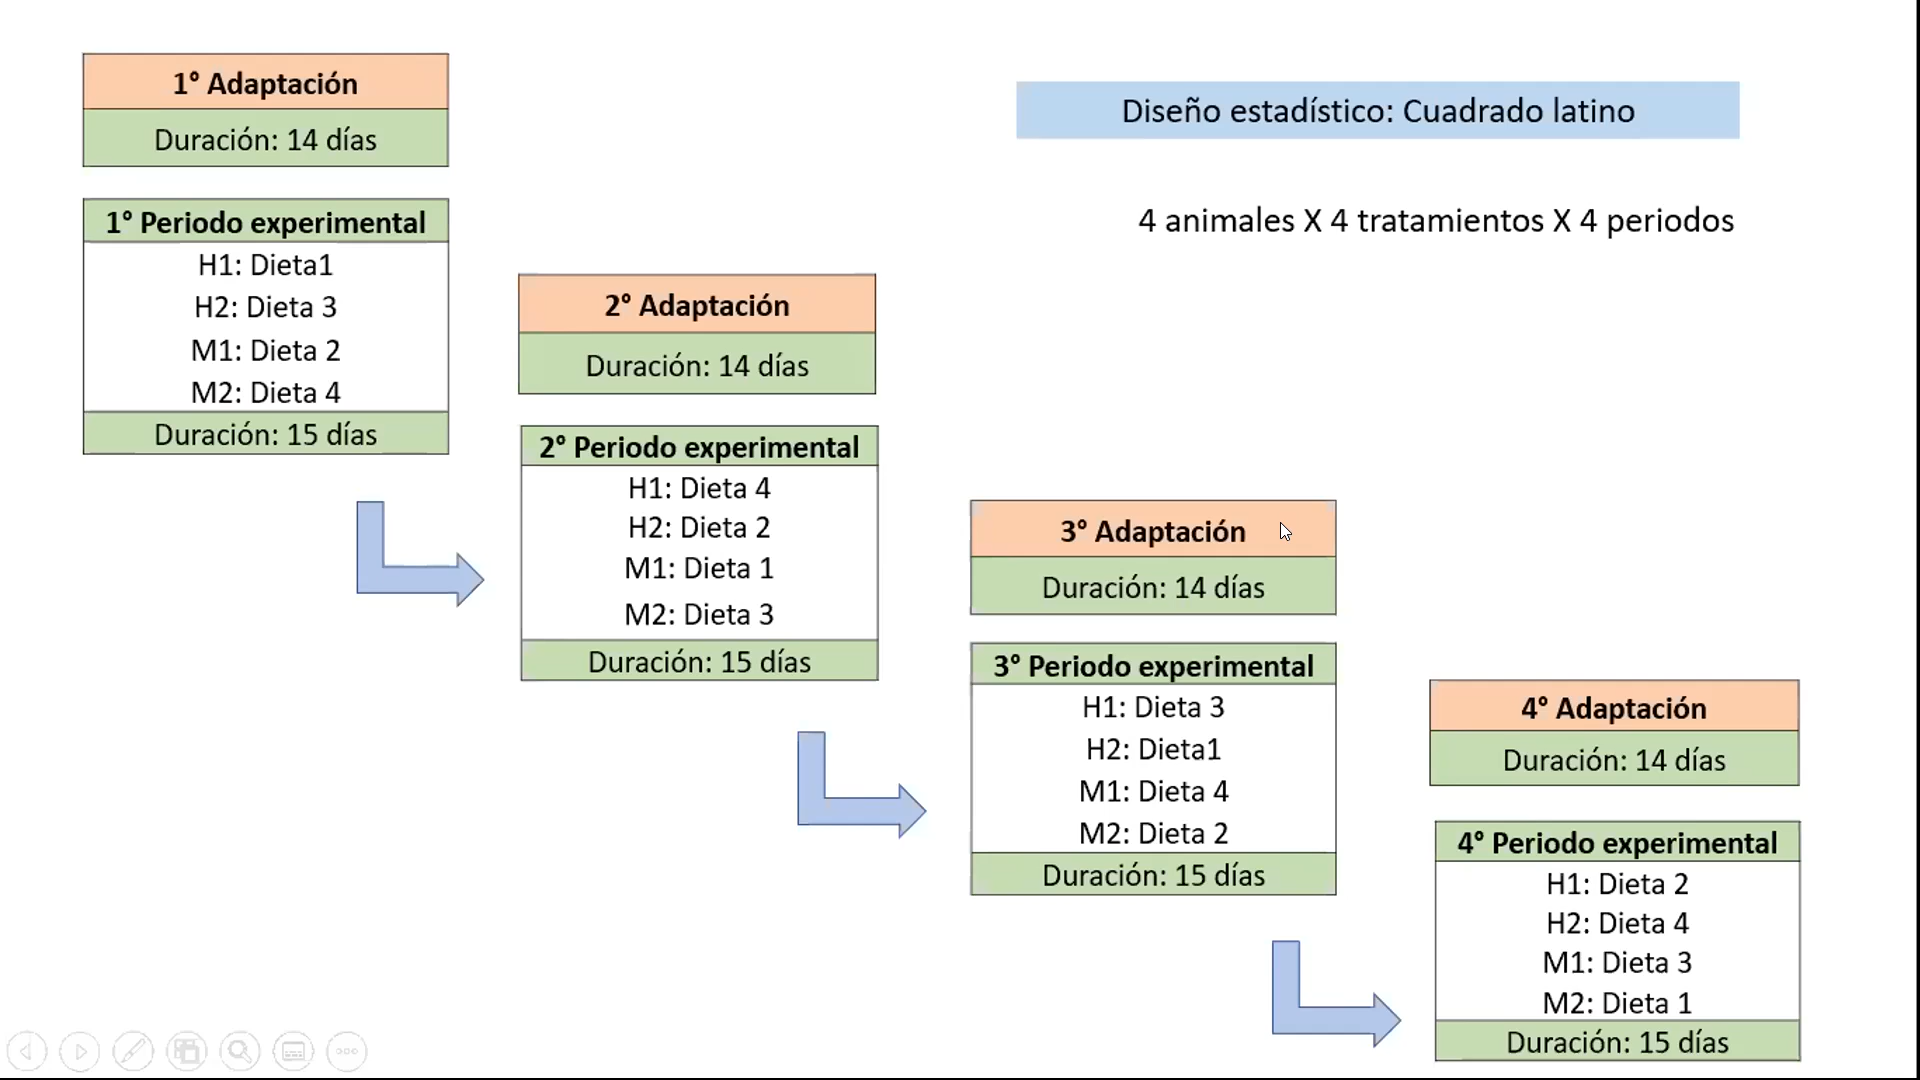 1° Adaptación
Duración: 14 días
1° Periodo experimental
H1: Dieta1
H2: Dieta 3
M1: Dieta 2
M2: Dieta 4
Duración: 15 días
Diseño estadístico: Cuadrado latino
4 animales X 4 tratamientos X 4 periodos
2° Adaptación
Duración: 14 días
2° Periodo experimental
H1: Dieta 4
H2: Dieta 2
M1: Dieta 1
M2: Dieta 3
Duración: 15 días
3° Adaptación
Duración: 14 días
3° Periodo experimental
H1: Dieta 3
H2: Dieta1
M1: Dieta 4
M2: Dieta 2
Duración: 15 días
4° Adaptación
Duración: 14 días
4° Periodo experimental
H1: Dieta 2
H2: Dieta 4
M1: Dieta 3
M2: Dieta 1
Duración: 15 días